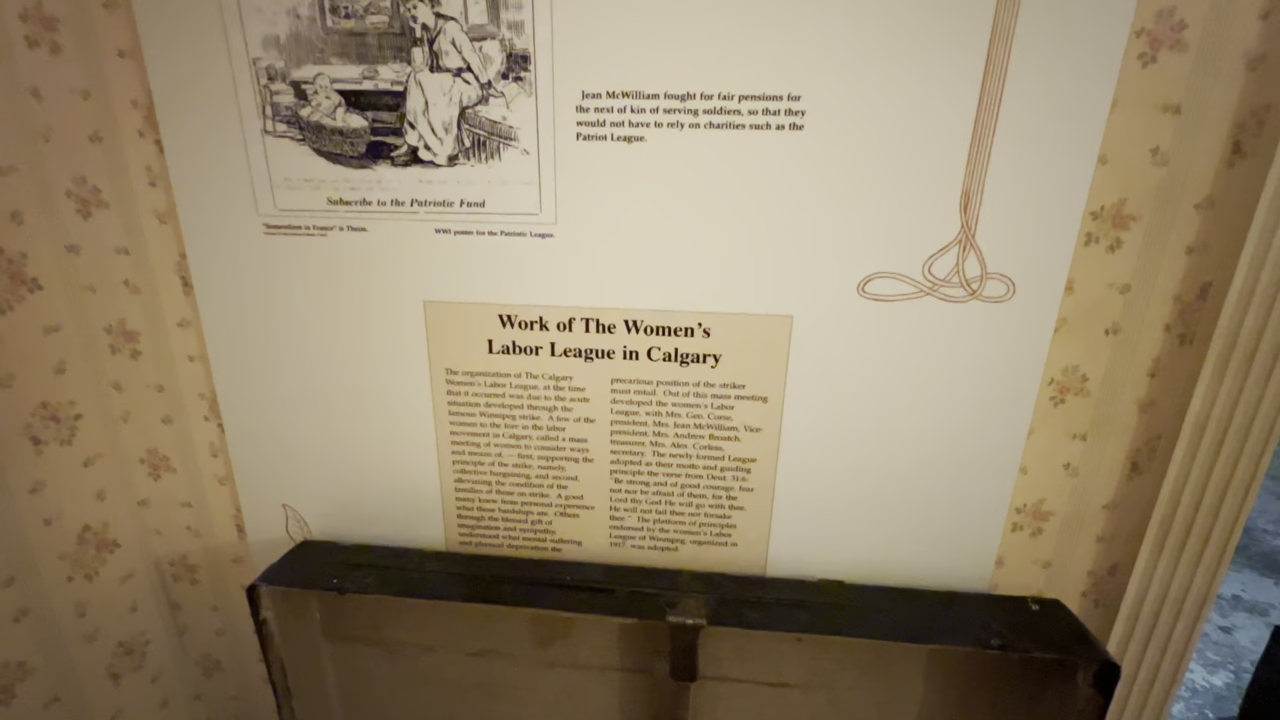 Jean McWilliam fought for fair pensions for
the next of kin of serving soldiers, so that they
would not have to rely on charities such as the
Patriot League.
Subscribe to the Patriotic Fund
"Somewhere in France" is Theirs.
WWI poster for the Patriotic League.
Work of The Women's
Labor League in Calgary
The organization of The Calgary
Women's Labor League, at the time
that it occurred was due to the acute
situation developed through the
famous Winnipeg strike. A few of the
women to the fore in the labor
movement in Calgary, called a mass
meeting of women to consider ways
and means of, — first, supporting the
principle of the strike, namely,
collective bargaining, and second,
alleviating the condition of the
families of those on strike. A good
many knew from personal experience
what those hardships are. Others
through the blessed gift of
imagination and sympathy,
understood what mental suffering
and physical deprivation the
precarious position of the striker
must entail. Out of this mass meeting
developed the women's Labor
League, with Mrs. Geo. Corse,
president, Mrs. Jean McWilliam, Vice-
president, Mrs. Andrew Broatch,
treasurer, Mrs. Alex. Corless,
secretary. The newly formed League
adopted as their motto and guiding
principle the verse from Deut. 31:6:
"Be strong and of good courage, fear
not nor be afraid of them, for the
Lord thy God He will go with thee.
He will not fail thee nor forsake
thee." The platform of principles
endorsed by the women's Labor
League of Winnipeg, organized in
1917, was adopted.